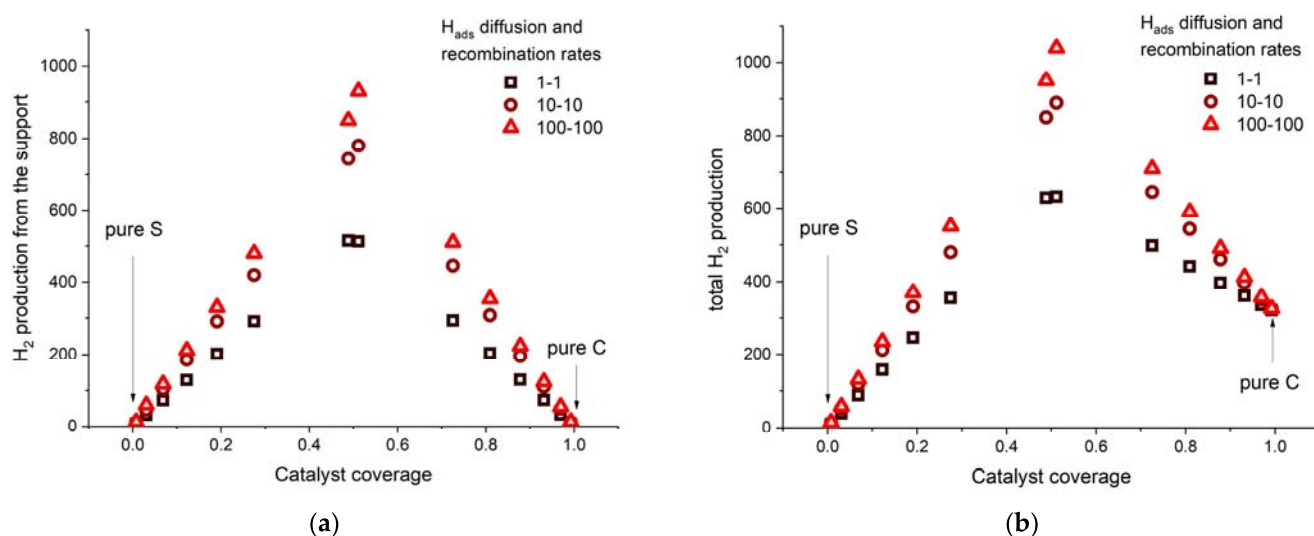 H_ads diffusion and
recombination rates
1-1
10-10
100-100
pure S
pure C
H₂ production from the support
1000
800
600
400
200
0
0.0 0.2 0.4 0.6 0.8 1.0
Catalyst coverage
(a)
H_ads diffusion and
recombination rates
1-1
10-10
100-100
pure S
pure C
total H₂ production
1000
800
600
400
200
0
0.0 0.2 0.4 0.6 0.8 1.0
Catalyst coverage
(b)